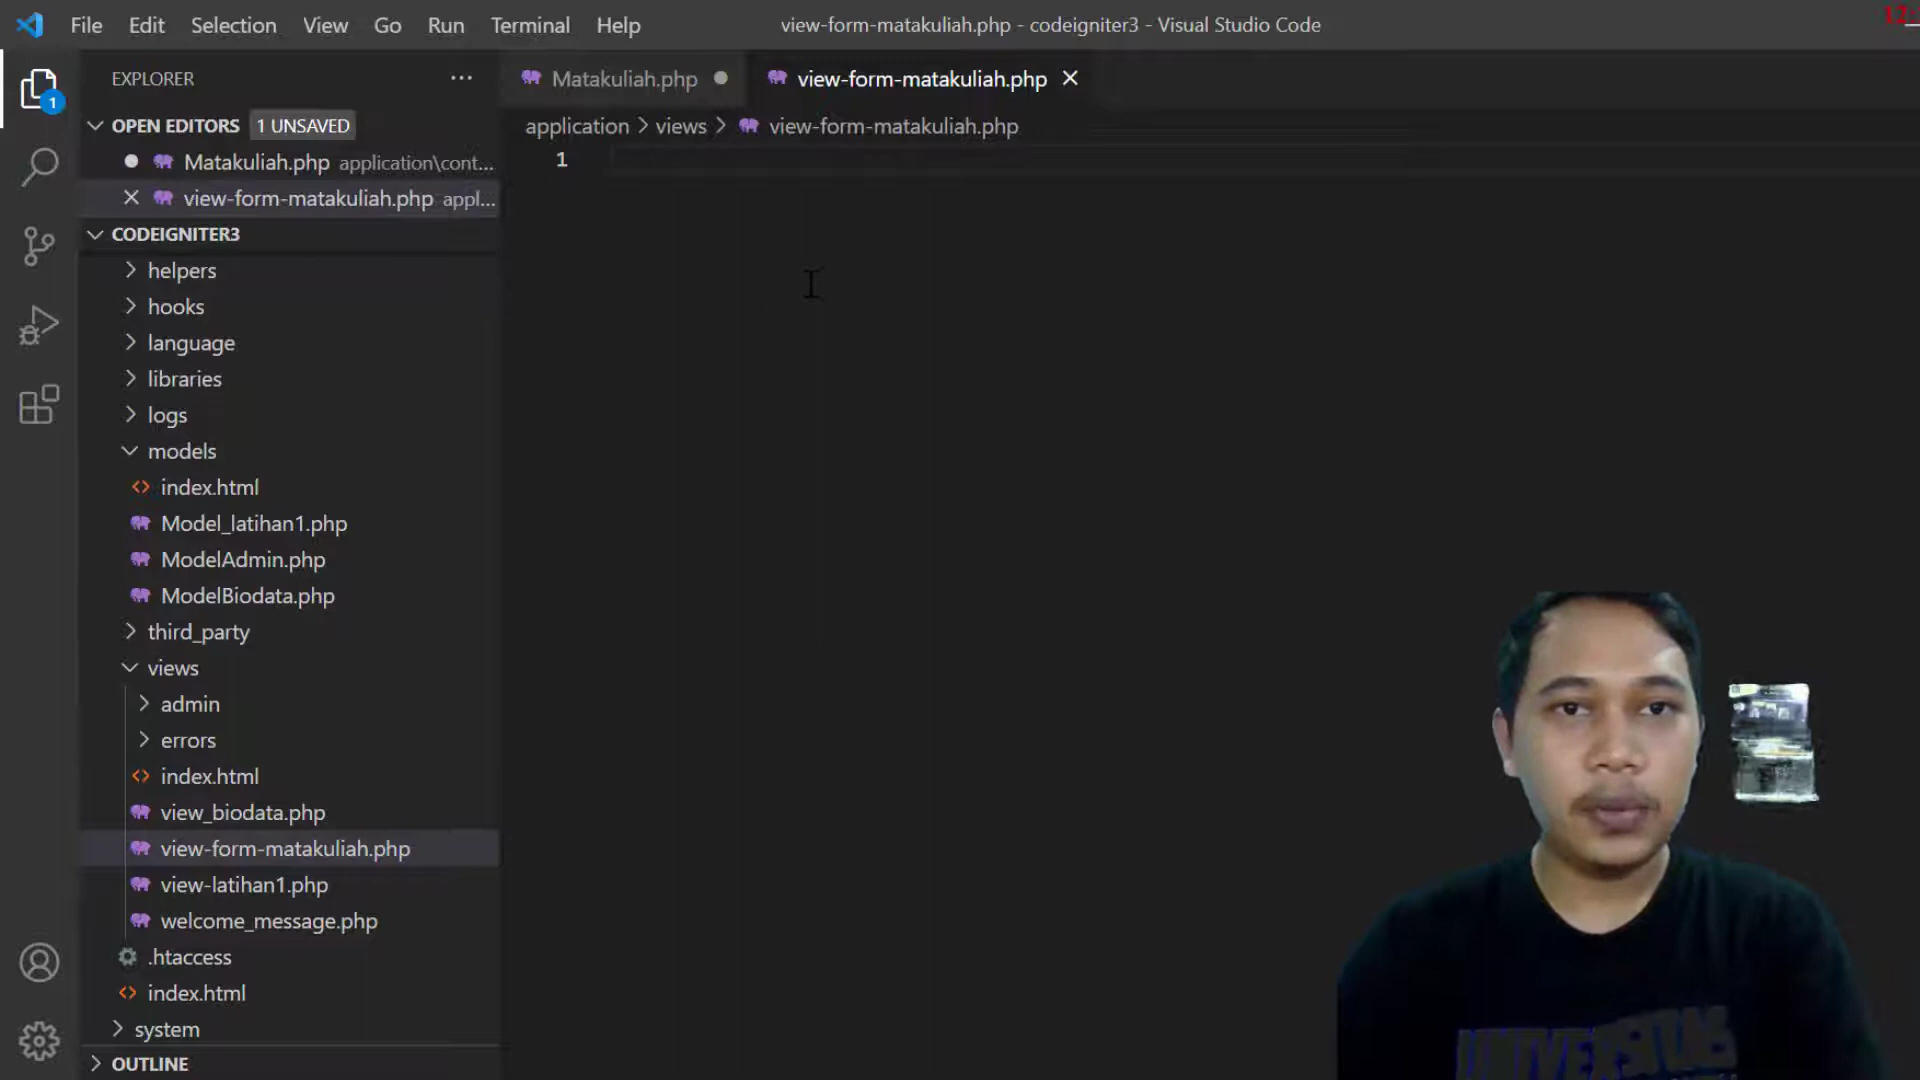 File Edit Selection View Go Run Terminal Help
view-form-matakuliah.php - codeigniter3 - Visual Studio Code
EXPLORER
Matakuliah.php
view-form-matakuliah.php
OPEN EDITORS
1 UNSAVED
application > views > view-form-matakuliah.php
1
1
Matakuliah.php application\cont...
view-form-matakuliah.php appl...
CODEIGNITER3
helpers
hooks
language
libraries
logs
models
index.html
Model_latihan1.php
ModelAdmin.php
ModelBiodata.php
third_party
views
admin
errors
index.html
view_biodata.php
view-form-matakuliah.php
view-latihan1.php
welcome_message.php
.htaccess
index.html
system
OUTLINE
UNIVERSITAS